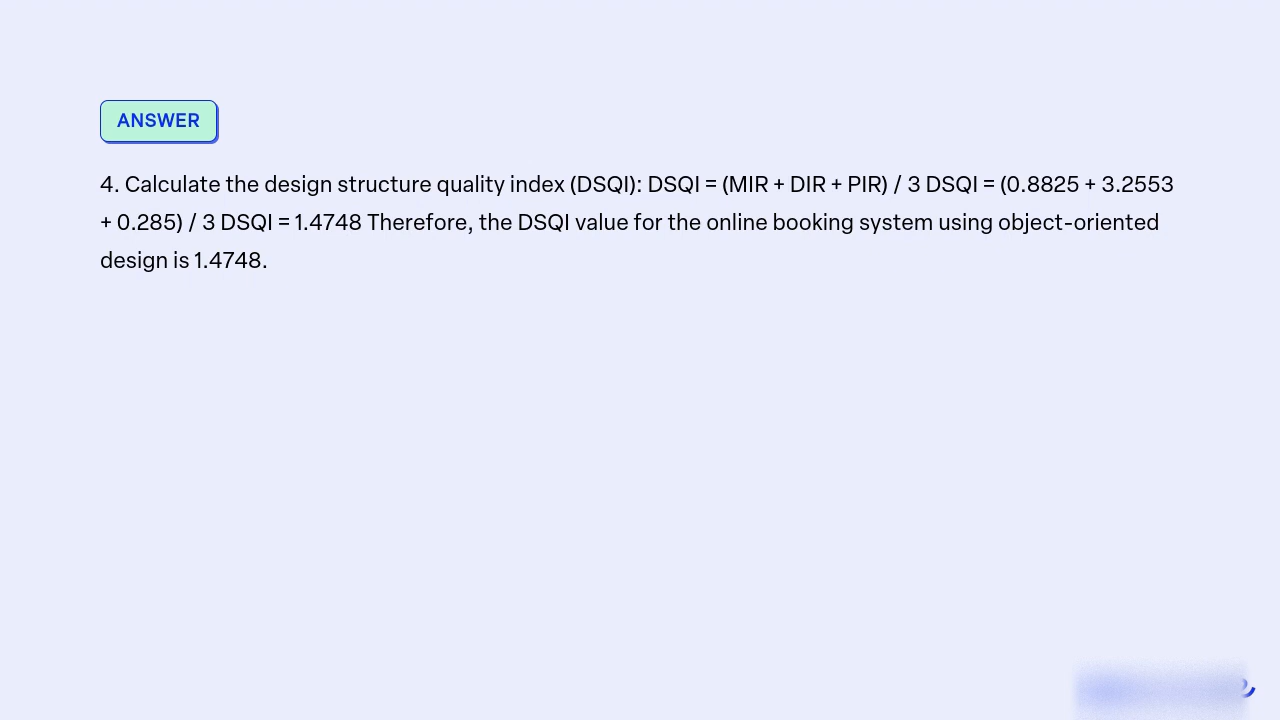 ANSWER
4. Calculate the design structure quality index (DSQI): DSQI = (MIR + DIR + PIR) / 3 DSQI = (0.8825 + 3.2553
+ 0.285) / 3 DSQI = 1.4748 Therefore, the DSQI value for the online booking system using object-oriented
design is 1.4748.